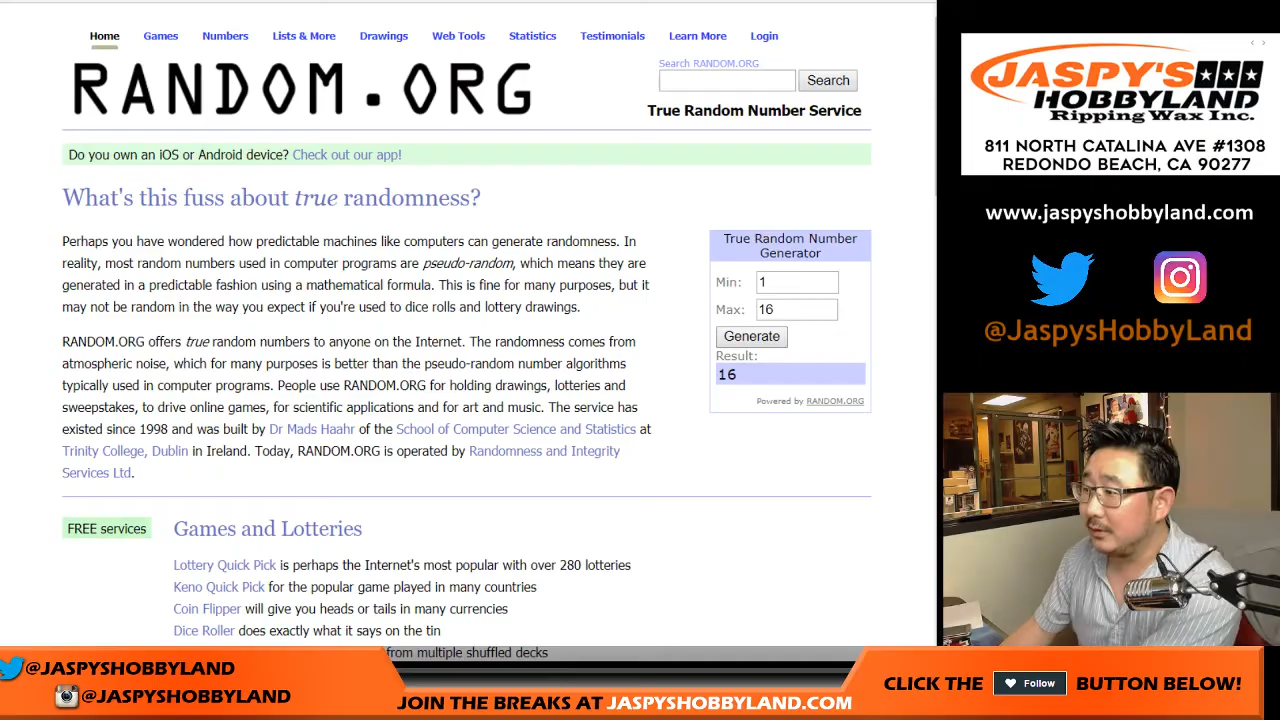 Home Games Numbers Lists & More Drawings Web Tools Statistics Testimonials Learn More Login
RANDOM.ORG
Search RANDOM.ORG
Search
True Random Number Service
Do you own an iOS or Android device? Check out our app!
What's this fuss about true randomness?
Perhaps you have wondered how predictable machines like computers can generate randomness. In
reality, most random numbers used in computer programs are pseudo-random, which means they are
generated in a predictable fashion using a mathematical formula. This is fine for many purposes, but it
may not be random in the way you expect if you're used to dice rolls and lottery drawings.
RANDOM.ORG offers true random numbers to anyone on the Internet. The randomness comes from
atmospheric noise, which for many purposes is better than the pseudo-random number algorithms
typically used in computer programs. People use RANDOM.ORG for holding drawings, lotteries and
sweepstakes, to drive online games, for scientific applications and for art and music. The service has
existed since 1998 and was built by Dr Mads Haahr of the School of Computer Science and Statistics at
Trinity College, Dublin in Ireland. Today, RANDOM.ORG is operated by Randomness and Integrity
Services Ltd.
True Random Number
Generator
Min: 1
Max: 16
Generate
Result:
16
Powered by RANDOM.ORG
FREE services
Games and Lotteries
Lottery Quick Pick is perhaps the Internet's most popular with over 280 lotteries
Keno Quick Pick for the popular game played in many countries
Coin Flipper will give you heads or tails in many currencies
Dice Roller does exactly what it says on the tin
from multiple shuffled decks
JASPY'S
HOBBYLAND
Ripping Wax Inc.
811 NORTH CATALINA AVE #1308
REDONDO BEACH, CA 90277
www.jaspyshobbyland.com
@JaspysHobbyLand
@JASPYSHOBBYLAND
@JASPYSHOBBYLAND
JOIN THE BREAKS AT JASPYSHOBBYLAND.COM
CLICK THE Follow BUTTON BELOW!